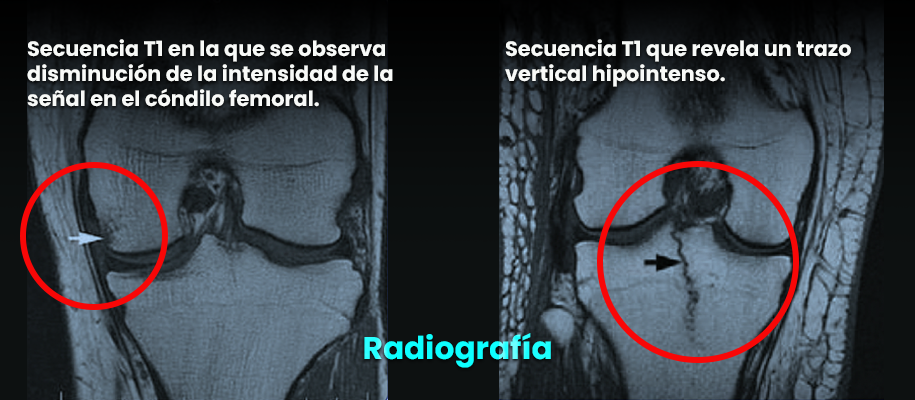 Secuencia T1 en la que se observa
disminución de la intensidad de la
señal en el cóndilo femoral.
Secuencia T1 que revela un trazo
vertical hipointenso.
Radiografía